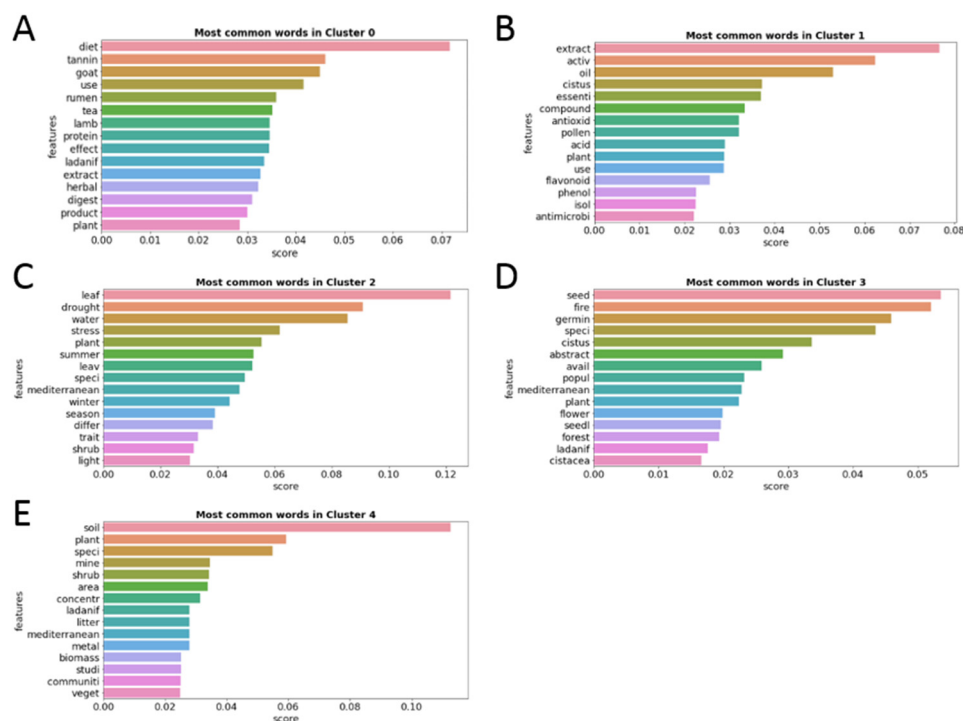 A
Most common words in Cluster 0
features
diet
tannin
goat
use
rumen
tea
lamb
protein
effect
ladanif
extract
herbal
digest
product
plant
0.00 0.01 0.02 0.03 0.04 0.05 0.06 0.07
score
B
Most common words in Cluster 1
features
extract
activ
oil
cistus
essenti
compound
antioxid
pollen
acid
plant
use
flavonoid
phenol
isol
antimicrobi
0.00 0.01 0.02 0.03 0.04 0.05 0.06 0.07 0.08
score
C
Most common words in Cluster 2
features
leaf
drought
water
stress
plant
summer
leav
speci
mediterranean
winter
season
differ
trait
shrub
light
0.00 0.02 0.04 0.06 0.08 0.10 0.12
score
D
Most common words in Cluster 3
features
seed
fire
germin
speci
cistus
abstract
avail
popul
mediterranean
plant
flower
seedl
forest
ladanif
cistacea
0.00 0.01 0.02 0.03 0.04 0.05
score
E
Most common words in Cluster 4
features
soil
plant
speci
mine
shrub
area
concentr
ladanif
litter
mediterranean
metal
biomass
studi
communiti
veget
0.00 0.02 0.04 0.06 0.08 0.10
score